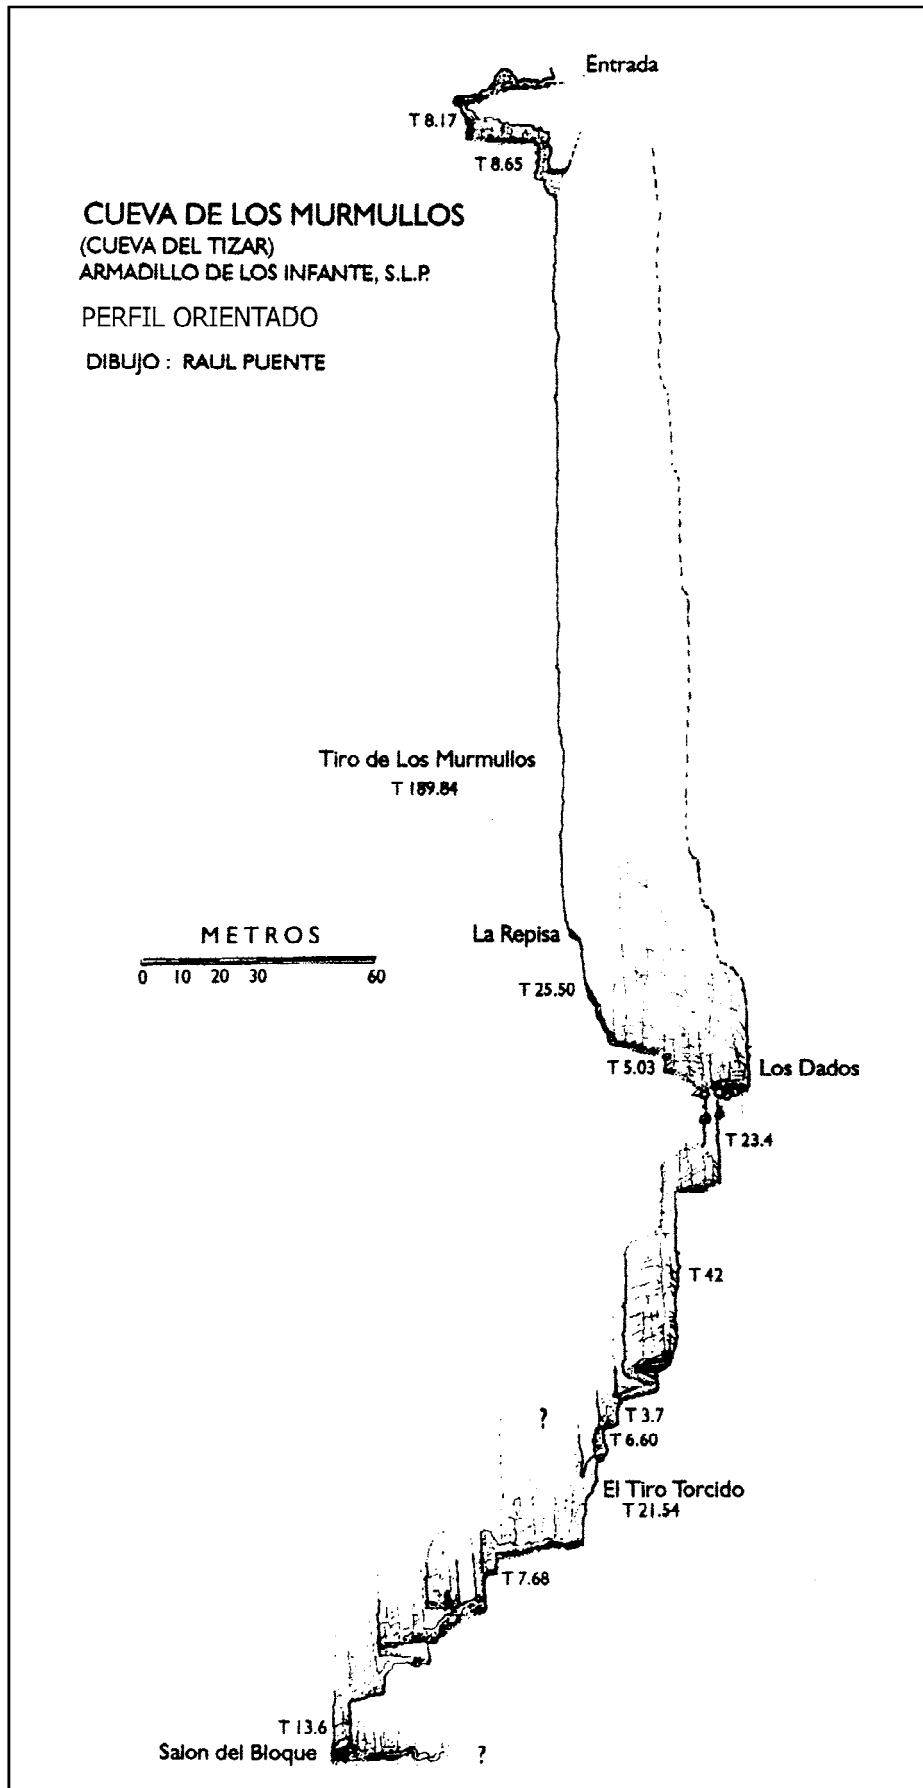 Entrada
T 8.17
T 8.65
CUEVA DE LOS MURMULLOS
(CUEVA DEL TIZAR)
ARMADILLO DE LOS INFANTE, S.L.P.
PERFIL ORIENTADO
DIBUJO : RAUL PUENTE
Tiro de Los Murmullos
T 189.84
METROS
0 10 20 30 60
La Repisa
T 25.50
T 5.03
Los Dados
T 23.4
T 42
T 3.7
?
T 6.60
El Tiro Torcido
T 21.54
T 7.68
T 13.6
Salon del Bloque
?